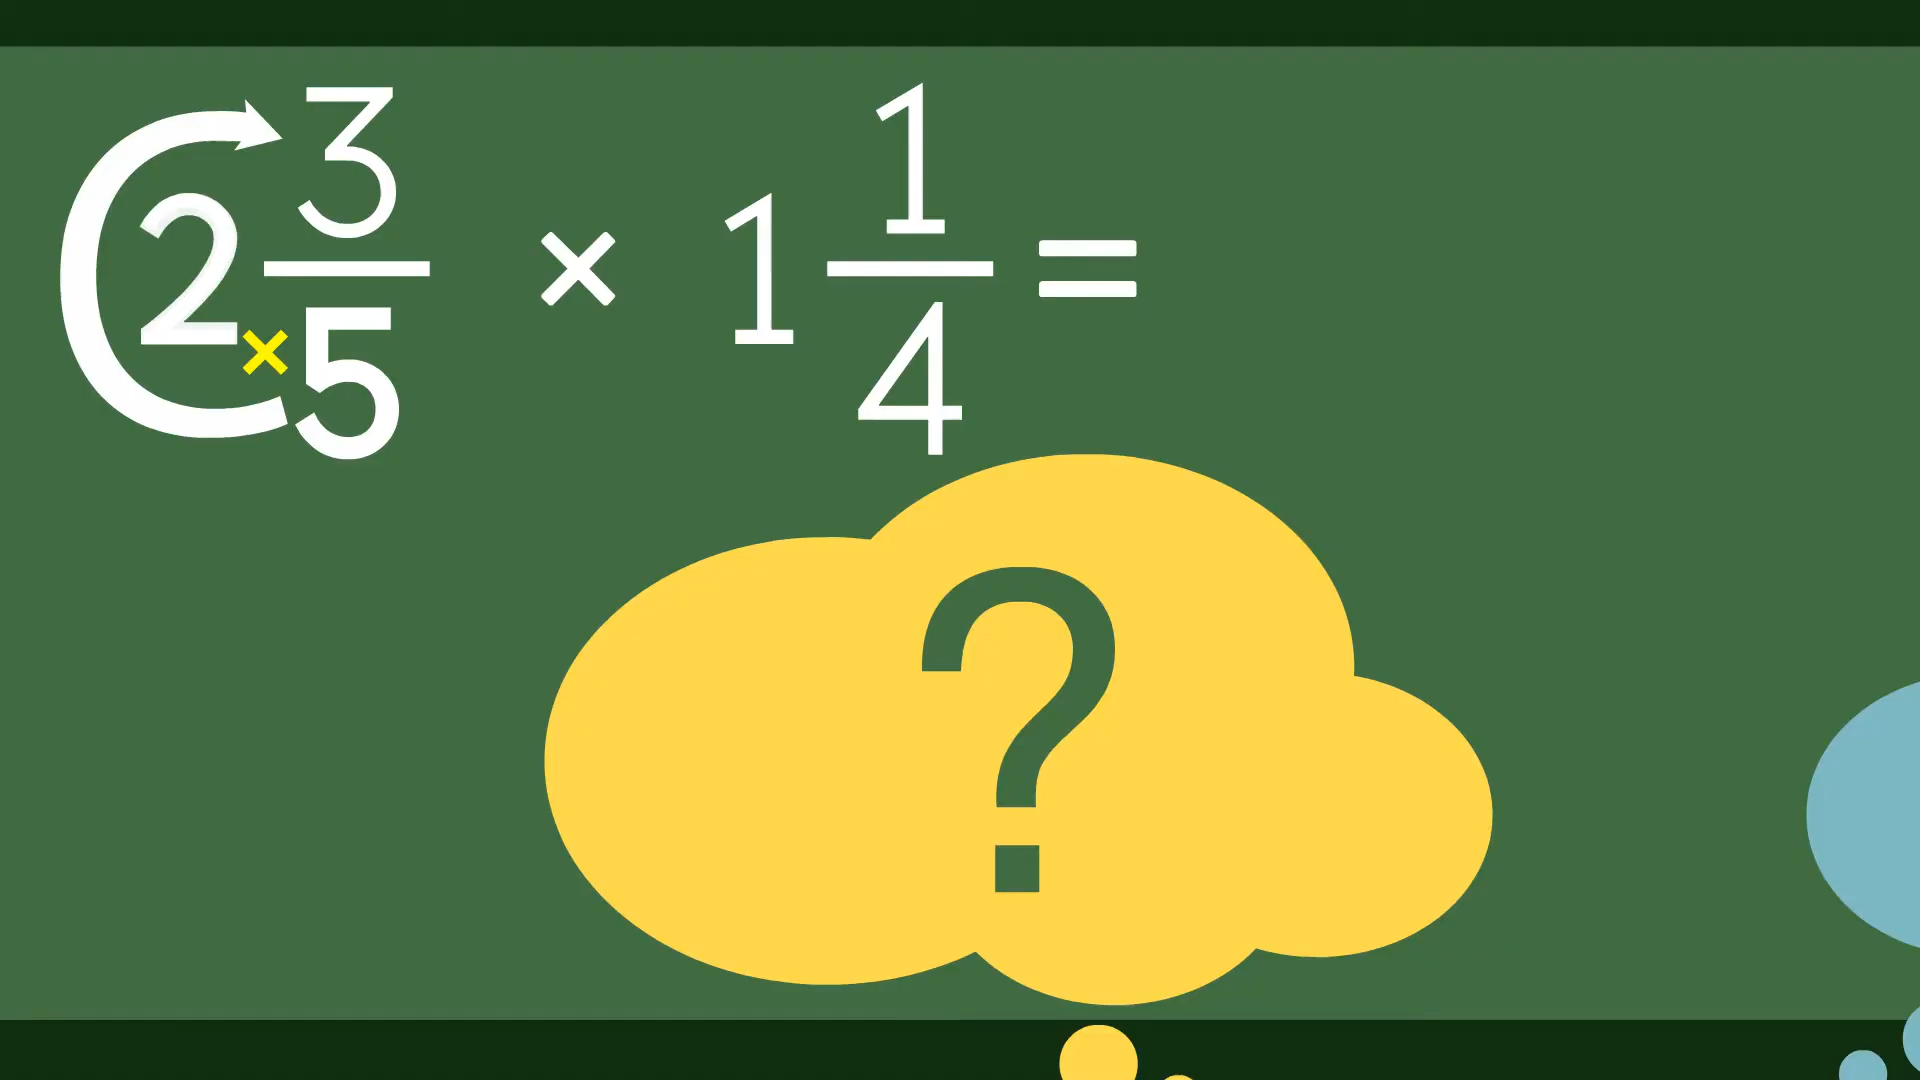 2 3/5 × 1 1/4 =
×
?